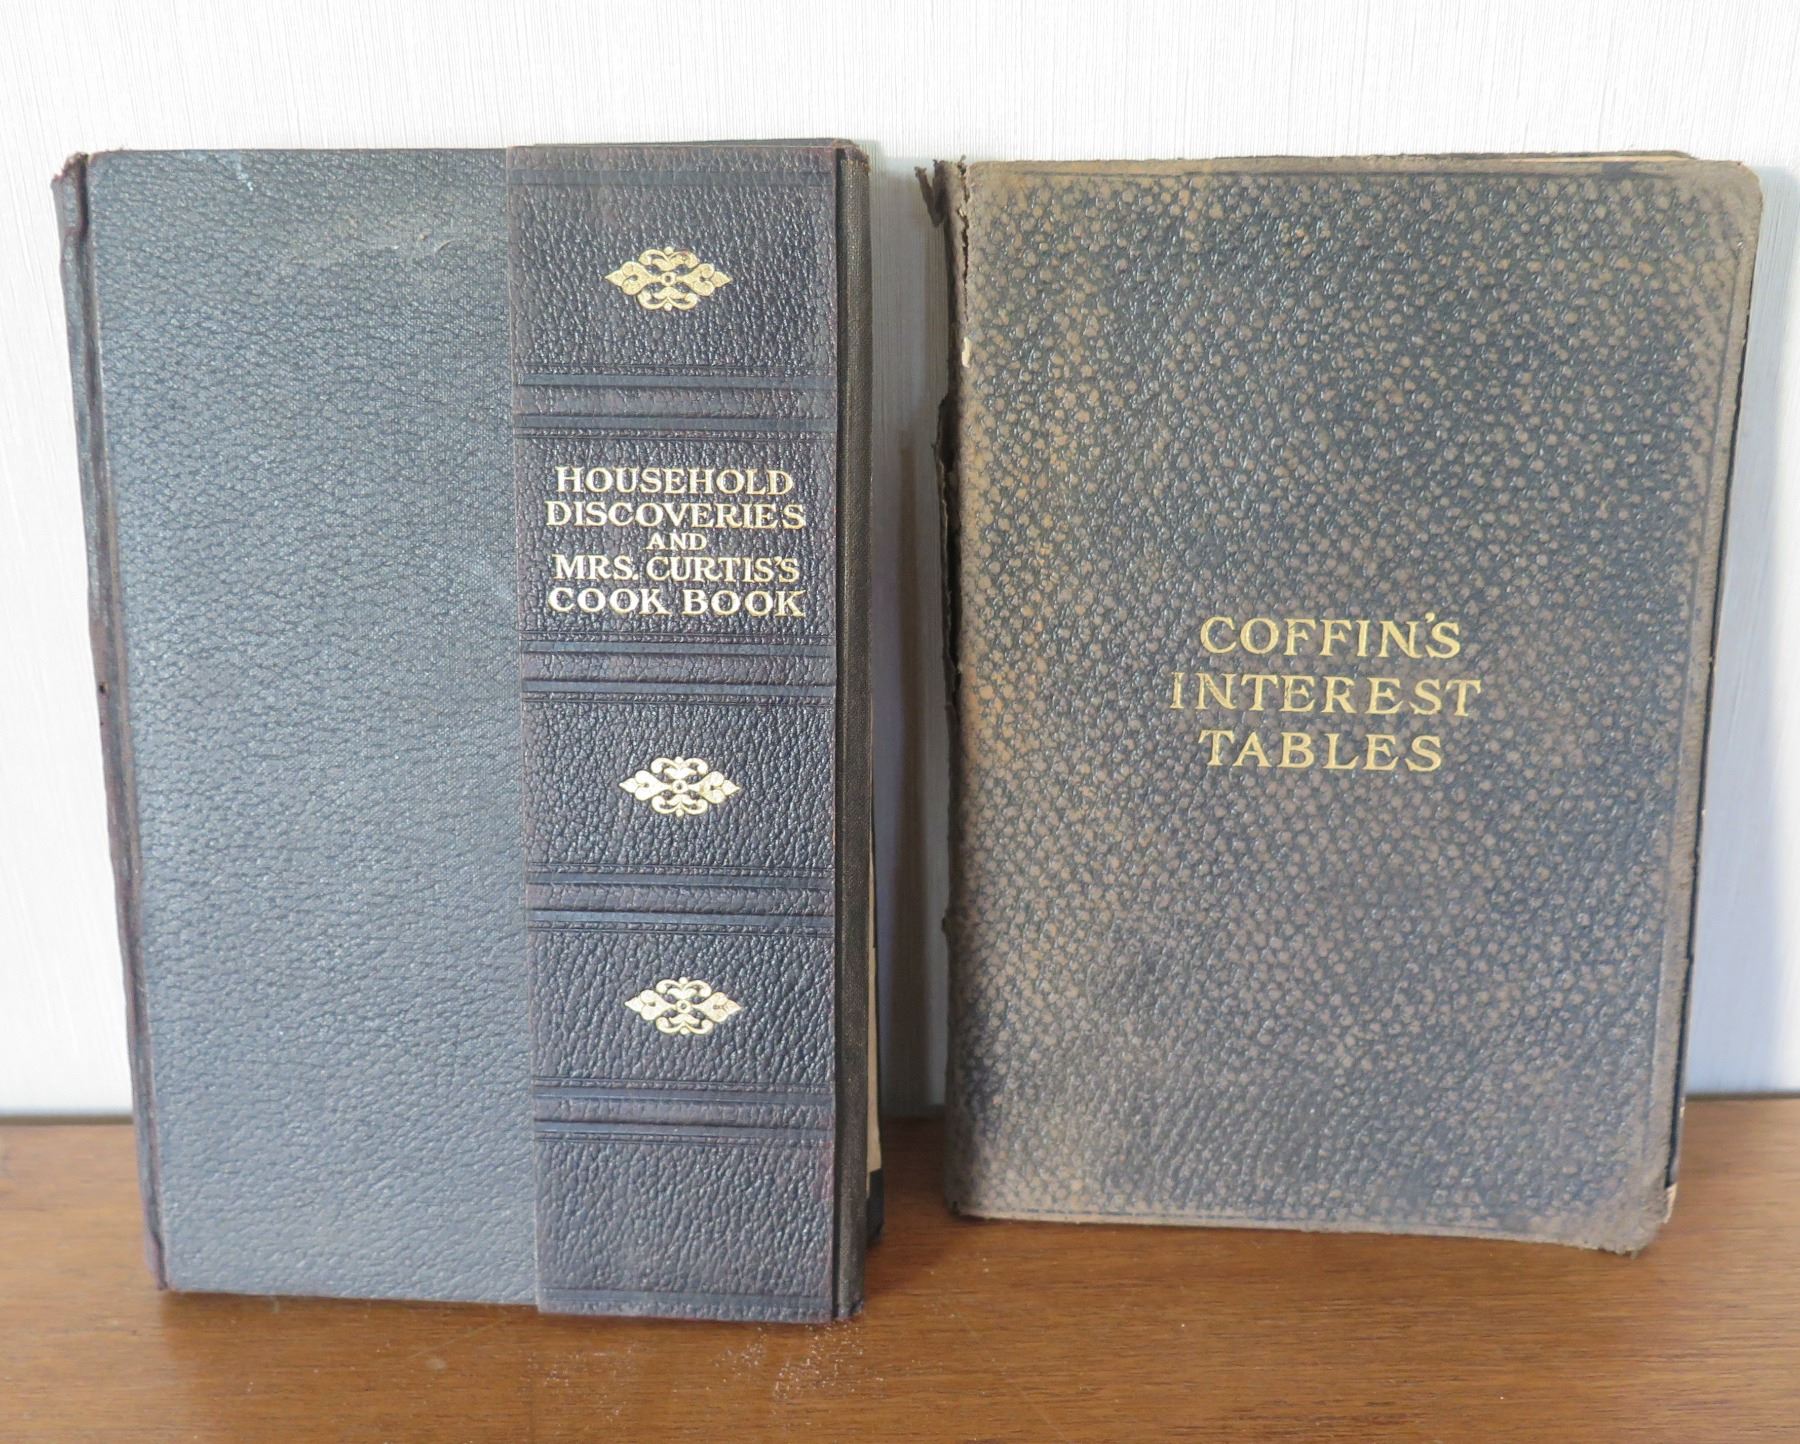 HOUSEHOLD
DISCOVERIES
AND
MRS. CURTIS'S
COOK BOOK
COFFIN'S
INTEREST
TABLES